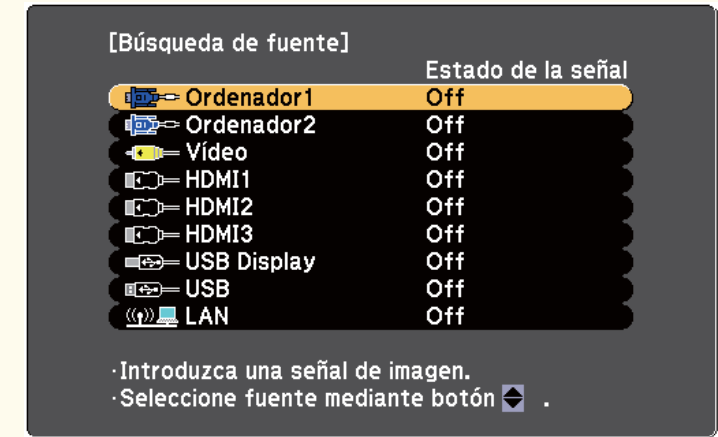 [Búsqueda de fuente]
Estado de la señal
Ordenador1 Off
Ordenador2 Off
Vídeo Off
HDMI1 Off
HDMI2 Off
HDMI3 Off
USB Display Off
USB Off
LAN Off
·Introduzca una señal de imagen.
·Seleccione fuente mediante botón .